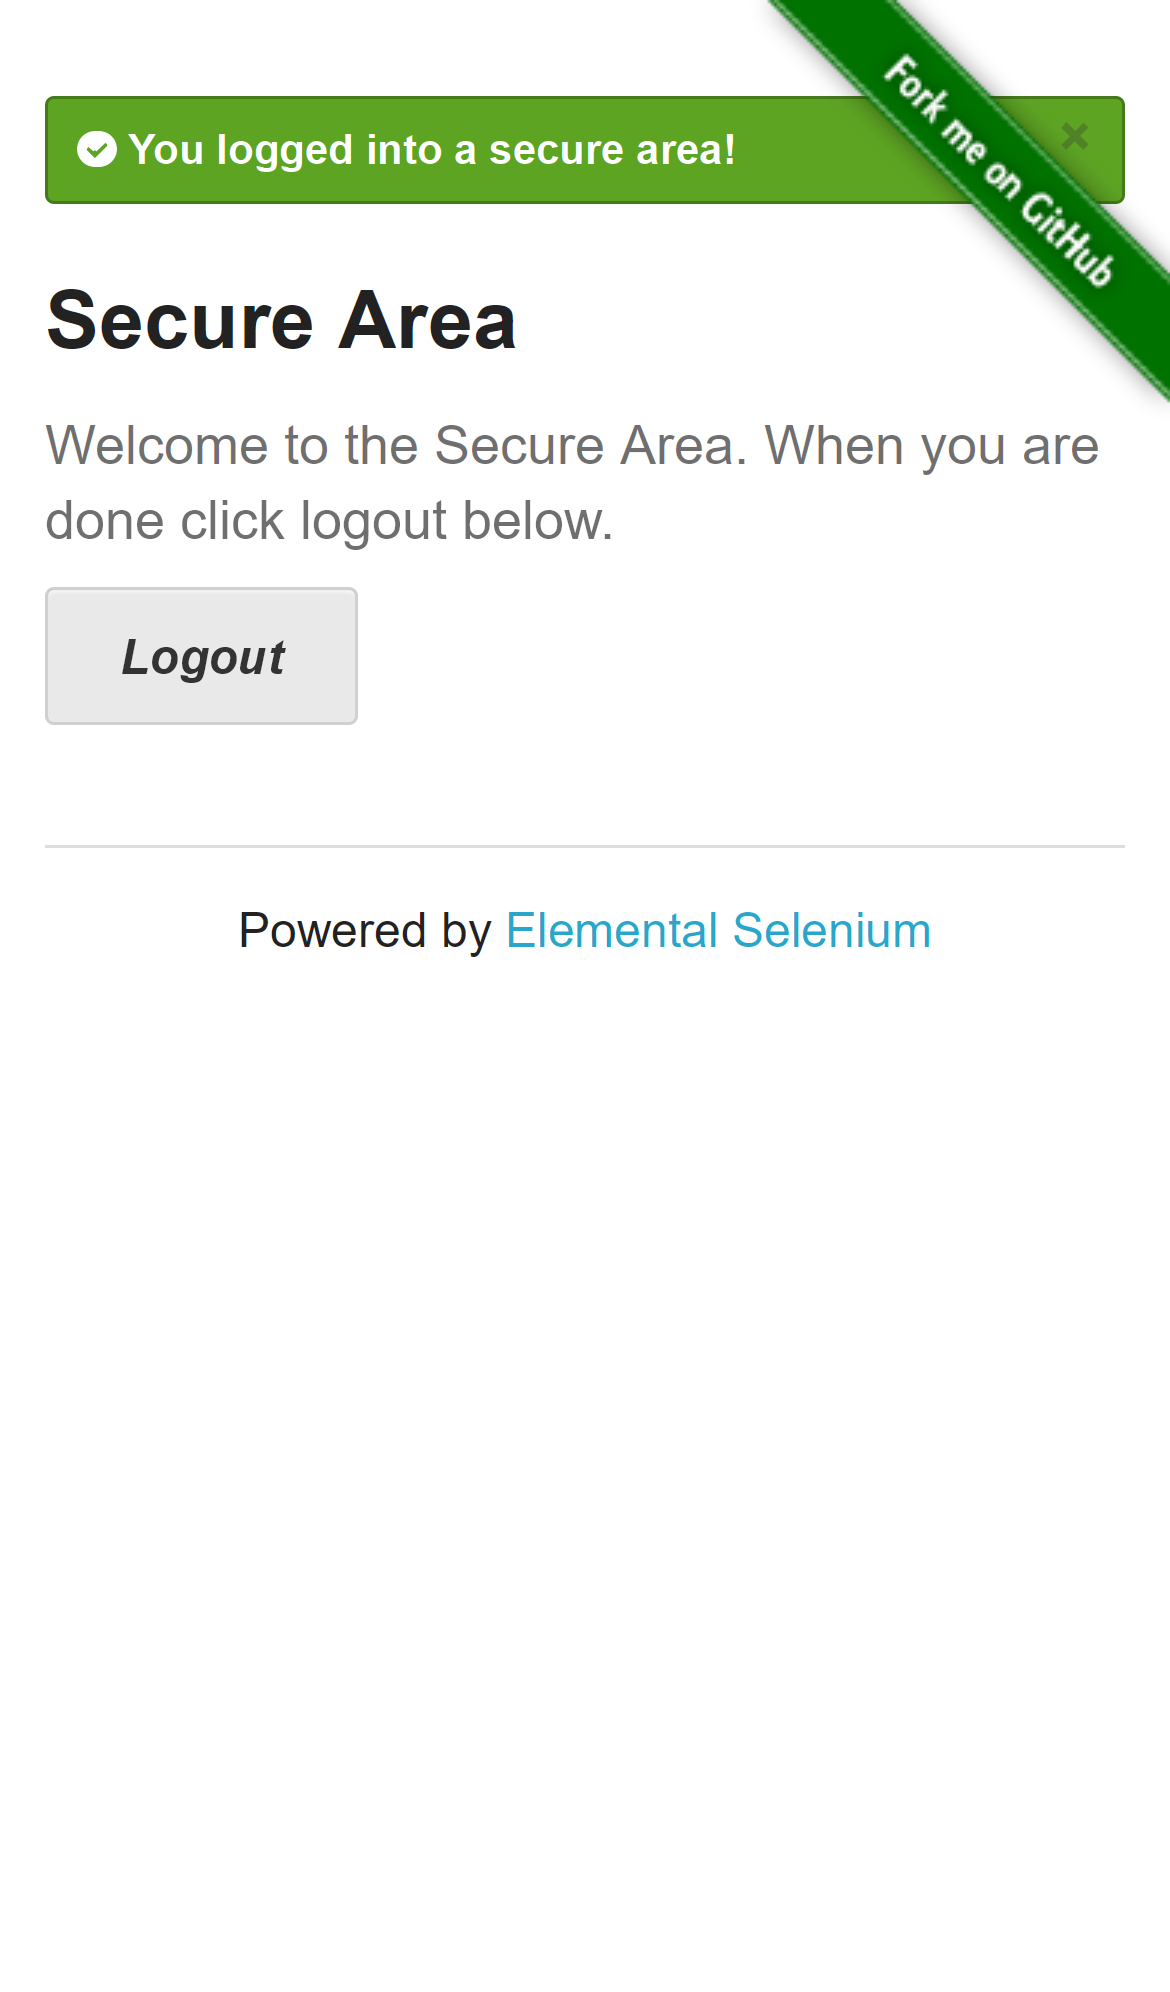 You logged into a secure area!
×
Fork me on GitHub
Secure Area
Welcome to the Secure Area. When you are
done click logout below.
Logout
Powered by Elemental Selenium